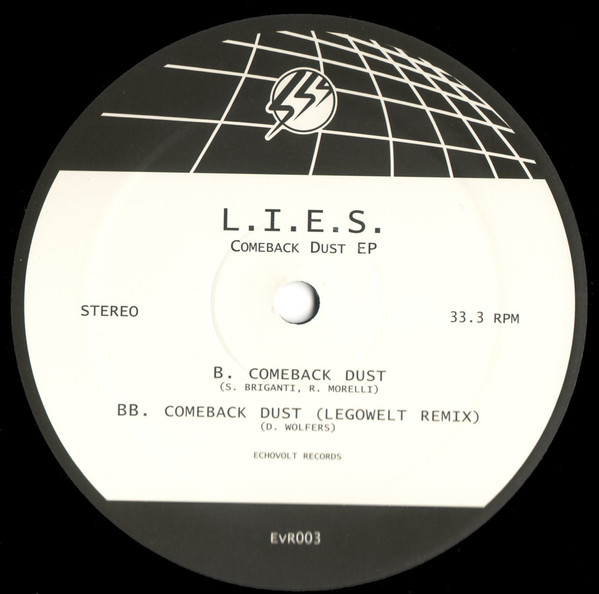 L.I.E.S.
COMEBACK DUST EP
STEREO
33.3 RPM
B. COMEBACK DUST
(S. BRIGANTI, R. MORELLI)
BB. COMEBACK DUST (LEGOWELT REMIX)
(D. WOLFERS)
ECHOVOLT RECORDS
EVR003